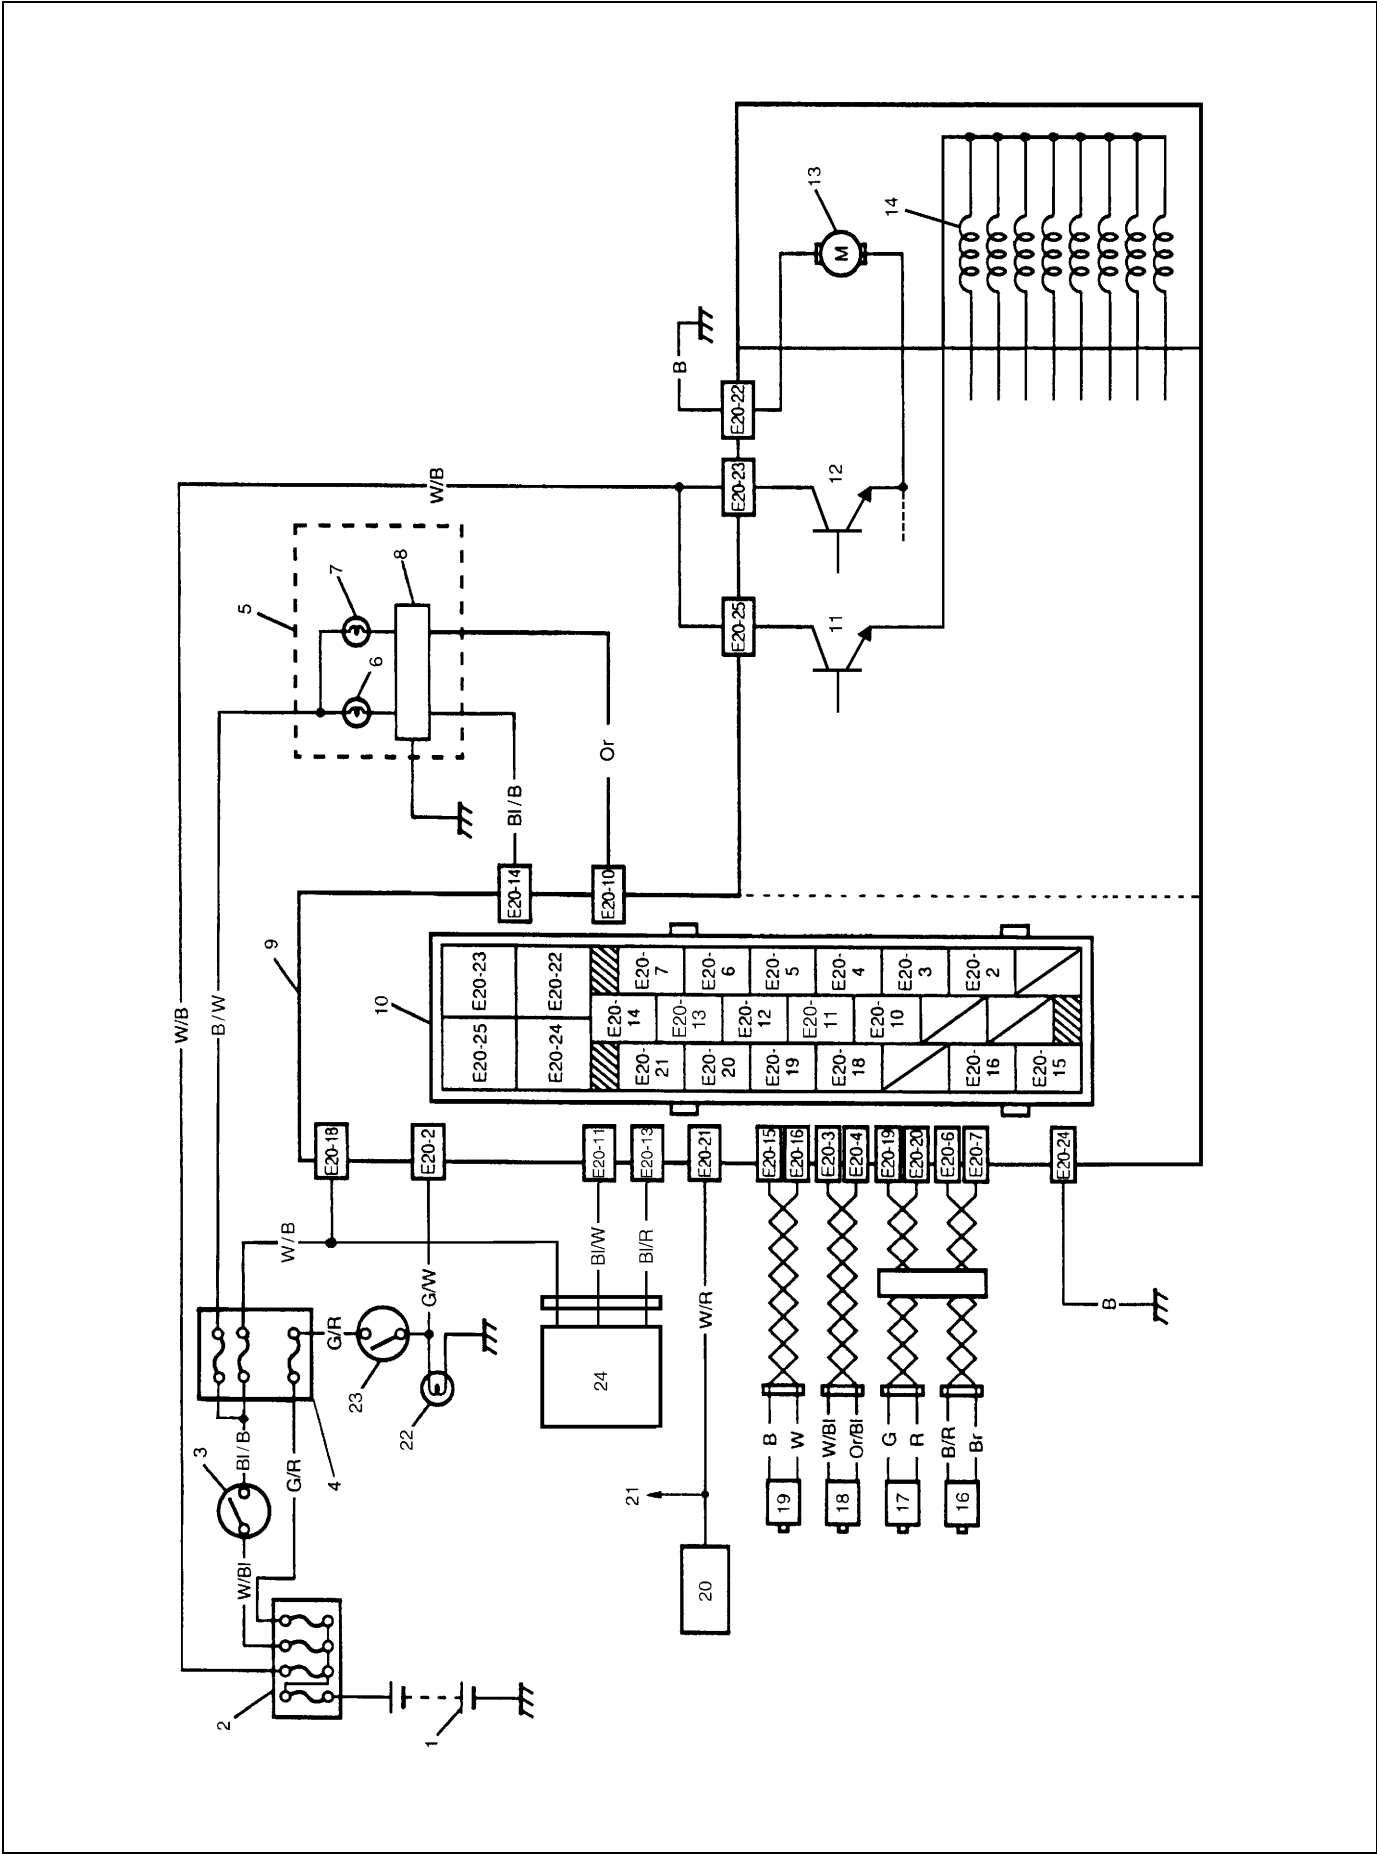 1
2
3
4
5
6
7
8
9
10
11
12
13
M
14
W/B
W/B
B/W
W/Bl
Bl/B
G/R
G/R
W/B
G/W
Bl/B
Or
B
E20-18
E20-2
E20-14
E20-10
E20-25
E20-23
E20-22
E20-11
E20-13
E20-21
E20-15
E20-16
E20-3
E20-4
E20-19
E20-20
E20-6
E20-7
E20-24
E20-25
E20-23
E20-24
E20-22
E20-21
E20-20
E20-19
E20-18
E20-16
E20-15
E20-14
E20-13
E20-12
E20-11
E20-10
E20-7
E20-6
E20-5
E20-4
E20-3
E20-2
Bl/W
Bl/R
W/R
B
W
W/Bl
Or/Bl
G
R
B/R
Br
B
16
17
18
19
20
21
22
23
24